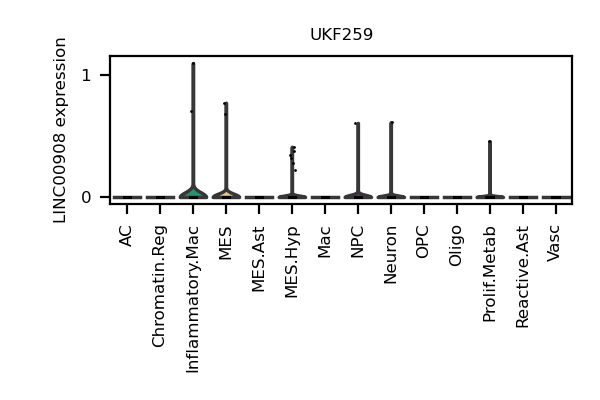 UKF259
LINC00908 expression
1
0
AC
Chromatin.Reg
Inflammatory.Mac
MES
MES.Ast
MES.Hyp
Mac
NPC
Neuron
OPC
Oligo
Prolif.Metab
Reactive.Ast
Vasc